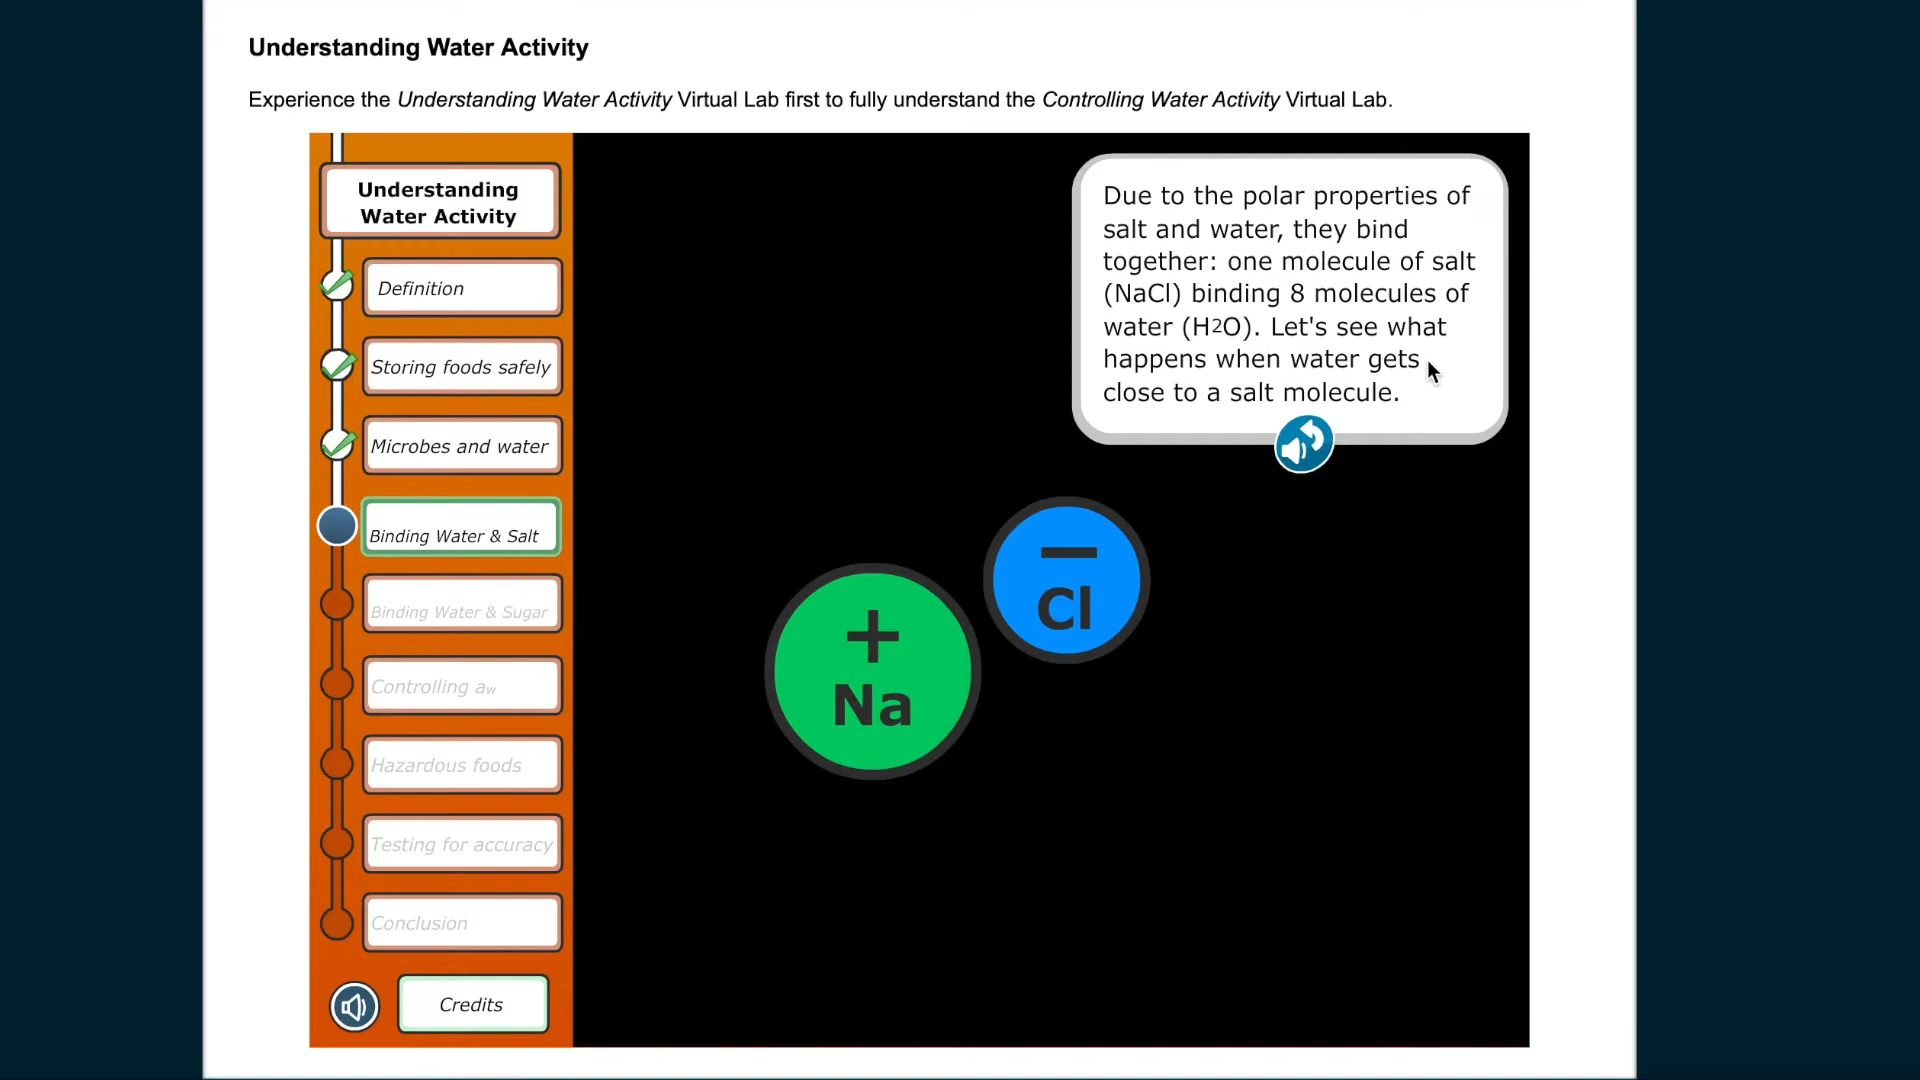 Understanding Water Activity
Experience the Understanding Water Activity Virtual Lab first to fully understand the Controlling Water Activity Virtual Lab.
Understanding
Water Activity
Definition
Storing foods safely
Microbes and water
Binding Water & Salt
Binding Water & Sugar
Controlling aw
Hazardous foods
Testing for accuracy
Conclusion
Credits
Due to the polar properties of
salt and water, they bind
together: one molecule of salt
(NaCl) binding 8 molecules of
water (H2O). Let's see what
happens when water gets
close to a salt molecule.
+
Na
−
Cl